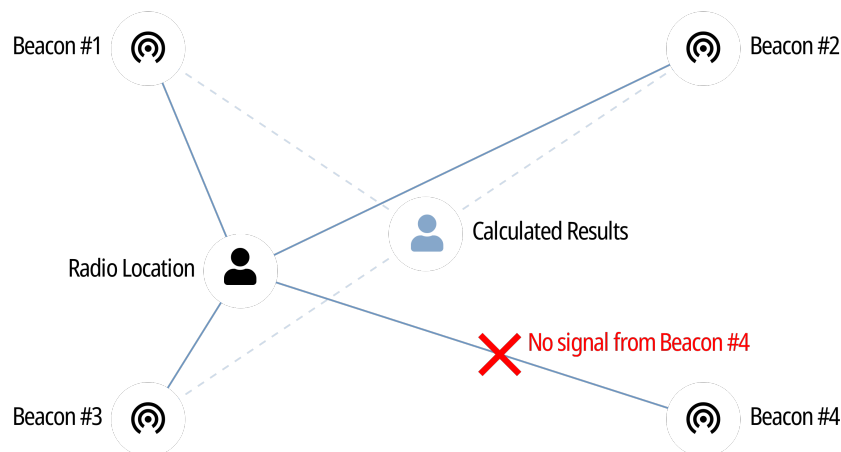 Beacon #1
Beacon #2
Calculated Results
Radio Location
No signal from Beacon #4
Beacon #3
Beacon #4